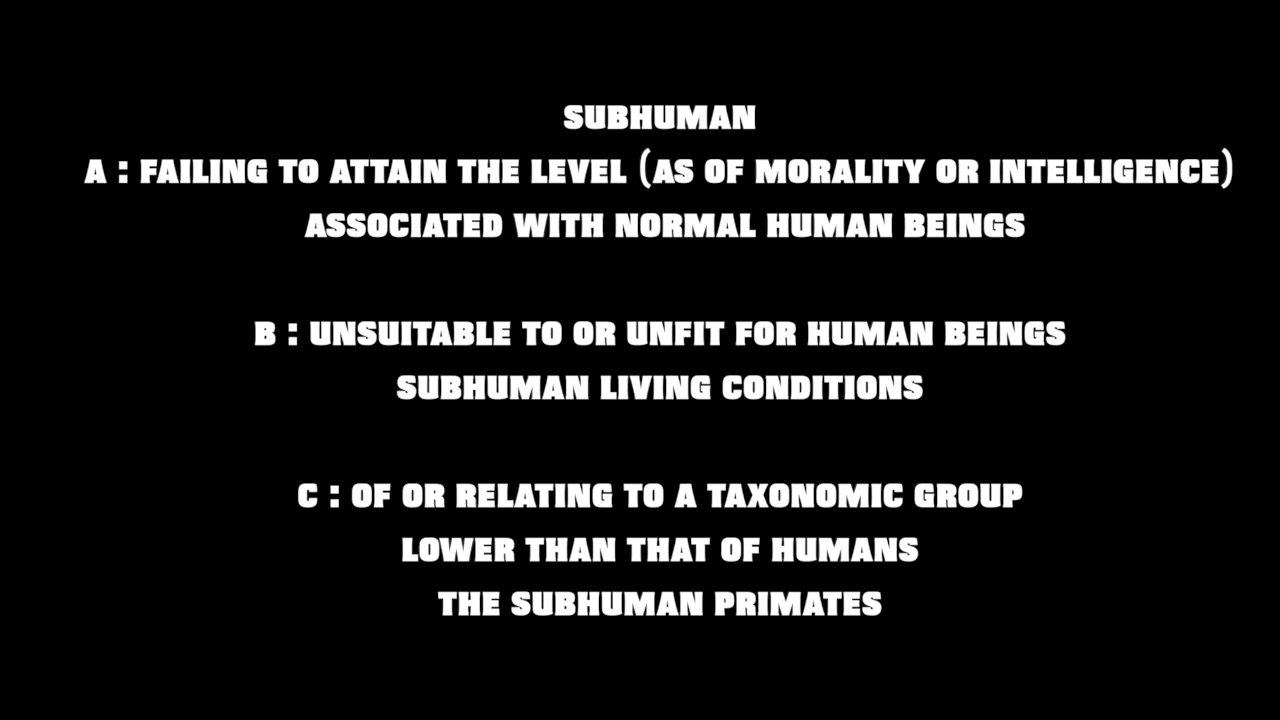 SUBHUMAN
A : FAILING TO ATTAIN THE LEVEL (AS OF MORALITY OR INTELLIGENCE)
ASSOCIATED WITH NORMAL HUMAN BEINGS
B : UNSUITABLE TO OR UNFIT FOR HUMAN BEINGS
SUBHUMAN LIVING CONDITIONS
C : OF OR RELATING TO A TAXONOMIC GROUP
LOWER THAN THAT OF HUMANS
THE SUBHUMAN PRIMATES